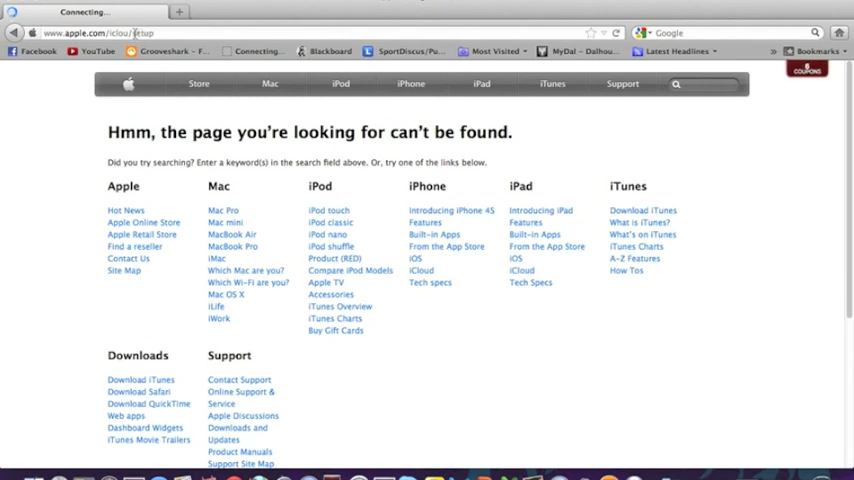 Connecting...
www.apple.com/iclou/setup
Google
Facebook YouTube Grooveshark - F... Connecting... Blackboard SportDiscus/Pu... Most Visited MyDal - Dalhou... Latest Headlines » Bookmarks
6
COUPONS
Store Mac iPod iPhone iPad iTunes Support
Hmm, the page you're looking for can't be found.
Did you try searching? Enter a keyword(s) in the search field above. Or, try one of the links below.
Apple
Hot News
Apple Online Store
Apple Retail Store
Find a reseller
Contact Us
Site Map
Mac
Mac Pro
Mac mini
MacBook Air
MacBook Pro
iMac
Which Mac are you?
Which Wi-Fi are you?
Mac OS X
iLife
iWork
iPod
iPod touch
iPod classic
iPod nano
iPod shuffle
Product (RED)
Compare iPod Models
Apple TV
Accessories
iTunes Overview
iTunes Charts
Buy Gift Cards
iPhone
Introducing iPhone 4S
Features
Built-in Apps
From the App Store
iOS
iCloud
Tech specs
iPad
Introducing iPad
Features
Built-in Apps
From the App Store
iOS
iCloud
Tech Specs
iTunes
Download iTunes
What is iTunes?
What's on iTunes
iTunes Charts
A-Z Features
How Tos
Downloads
Download iTunes
Download Safari
Download QuickTime
Web apps
Dashboard Widgets
iTunes Movie Trailers
Support
Contact Support
Online Support &
Service
Apple Discussions
Downloads and
Updates
Product Manuals
Support Site Map